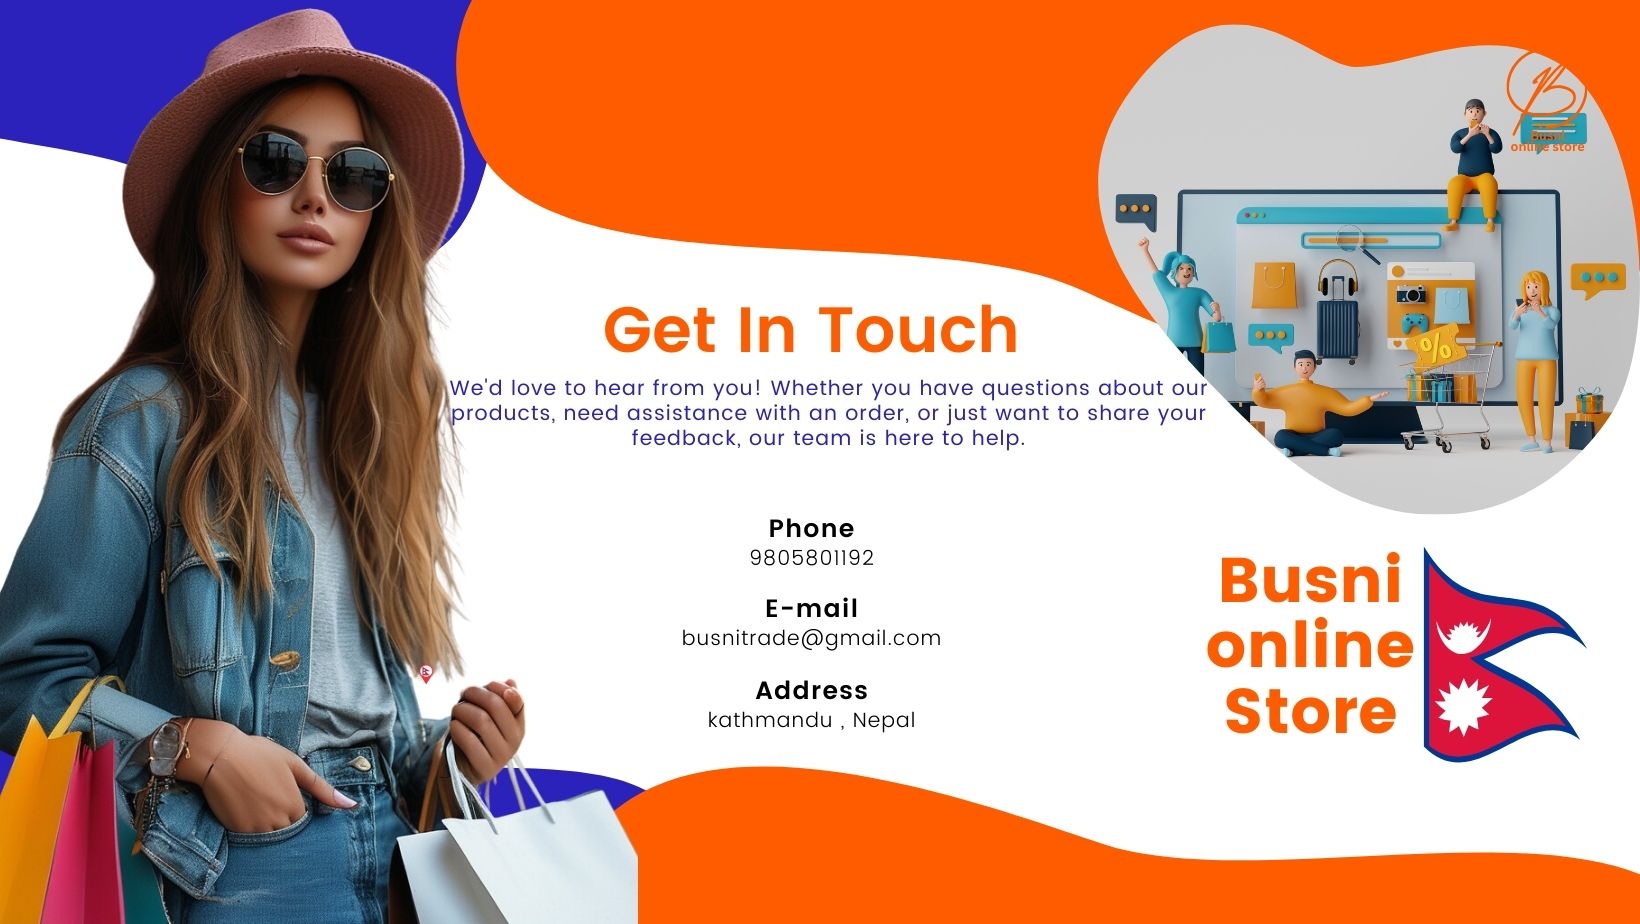 Busni
online store
Get In Touch
We'd love to hear from you! Whether you have questions about our
products, need assistance with an order, or just want to share your
feedback, our team is here to help.
Phone
9805801192
E-mail
busnitrade@gmail.com
Address
kathmandu , Nepal
Busni
online
Store
%